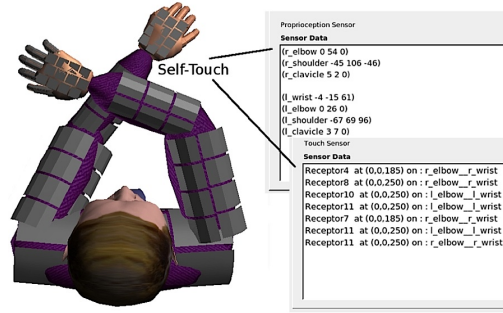 Self-Touch
Proprioception Sensor
Sensor Data
(r_elbow 0 54 0)
(r_shoulder -45 106 -46)
(r_clavicle 5 2 0)
(l_wrist -4 -15 61)
(l_elbow 0 26 0)
(l_shoulder -67 69 96)
(l_clavicle 3 7 0)
Touch Sensor
Sensor Data
Receptor4 at (0,0,185) on : r_elbow__r_wrist
Receptor8 at (0,0,250) on : r_elbow__r_wrist
Receptor10 at (0,0,250) on : l_elbow__l_wrist
Receptor11 at (0,0,250) on : l_elbow__l_wrist
Receptor7 at (0,0,185) on : r_elbow__r_wrist
Receptor11 at (0,0,250) on : l_elbow__l_wrist
Receptor11 at (0,0,250) on : r_elbow__r_wrist